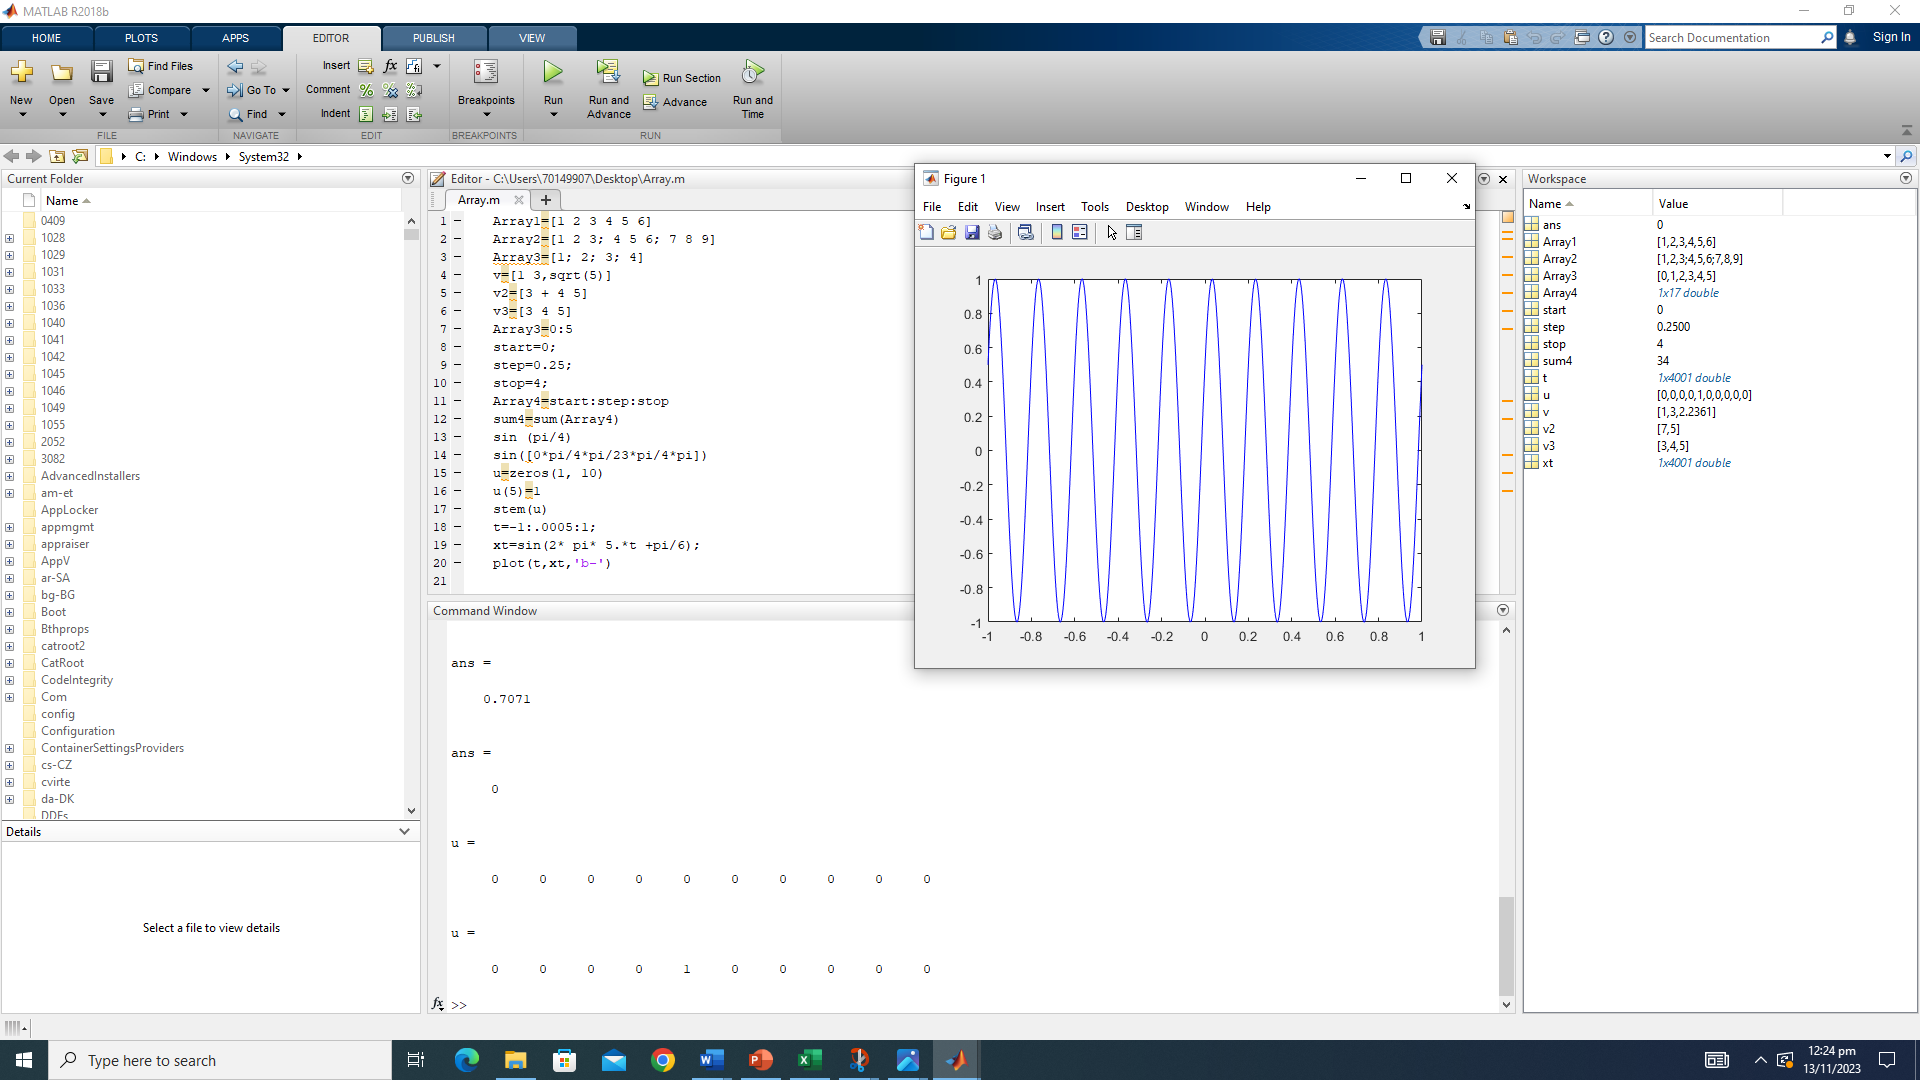 MATLAB R2018b
HOME PLOTS APPS EDITOR PUBLISH VIEW
Search Documentation
Sign In
New Open Save
Find Files
Compare
Print
FILE
Go To
Find
NAVIGATE
Insert fx
Comment
Indent
EDIT
Breakpoints
BREAKPOINTS
Run
Run and Advance
Run Section
Advance
Run and Time
RUN
C: Windows System32
Current Folder
Name
0409
1028
1029
1031
1033
1036
1040
1041
1042
1045
1046
1049
1055
2052
3082
AdvancedInstallers
am-et
AppLocker
appmgmt
appraiser
AppV
ar-SA
bg-BG
Boot
Bthprops
catroot2
CatRoot
CodeIntegrity
Com
config
Configuration
ContainerSettingsProviders
cs-CZ
cvirte
da-DK
DDFs
Details
Select a file to view details
Editor - C:\Users\70149907\Desktop\Array.m
Array.m
1 Array1=[1 2 3 4 5 6]
2 Array2=[1 2 3; 4 5 6; 7 8 9]
3 Array3=[1; 2; 3; 4]
4 v=[1 3,sqrt(5)]
5 v2=[3 + 4 5]
6 v3=[3 4 5]
7 Array3=0:5
8 start=0;
9 step=0.25;
10 stop=4;
11 Array4=start:step:stop
12 sum4=sum(Array4)
13 sin (pi/4)
14 sin([0*pi/4*pi/23*pi/4*pi])
15 u=zeros(1, 10)
16 u(5)=1
17 stem(u)
18 t=-1:.0005:1;
19 xt=sin(2* pi* 5.*t +pi/6);
20 plot(t,xt,'b-')
21
Command Window
ans =
0.7071
ans =
0
u =
0 0 0 0 0 0 0 0 0 0
u =
0 0 0 0 1 0 0 0 0 0
fx >>
Figure 1
File Edit View Insert Tools Desktop Window Help
1
0.8
0.6
0.4
0.2
0
-0.2
-0.4
-0.6
-0.8
-1
-1 -0.8 -0.6 -0.4 -0.2 0 0.2 0.4 0.6 0.8 1
Workspace
Name Value
ans 0
Array1 [1,2,3,4,5,6]
Array2 [1,2,3;4,5,6;7,8,9]
Array3 [0,1,2,3,4,5]
Array4 1x17 double
start 0
step 0.2500
stop 4
sum4 34
t 1x4001 double
u [0,0,0,0,1,0,0,0,0,0]
v [1,3,2.2361]
v2 [7,5]
v3 [3,4,5]
xt 1x4001 double
Type here to search
12:24 pm
13/11/2023